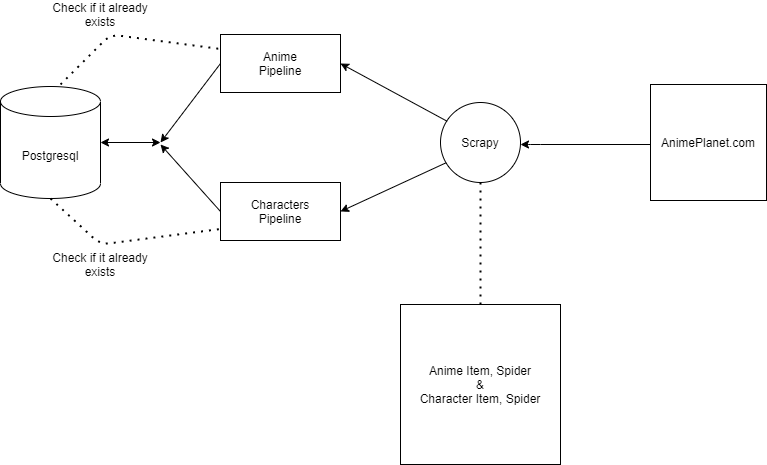 Check if it already
exists
Anime
Pipeline
Postgresql
Scrapy
AnimePlanet.com
Characters
Pipeline
Check if it already
exists
Anime Item, Spider
&
Character Item, Spider